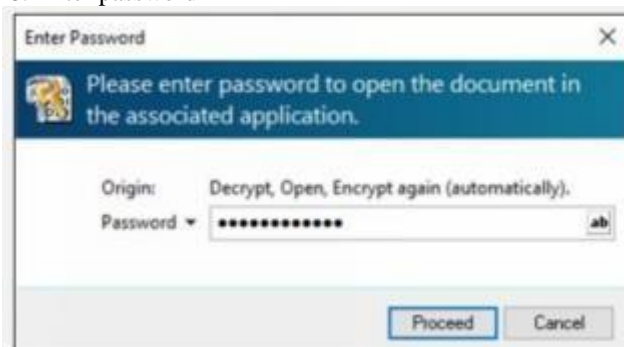 Enter Password
Please enter password to open the document in
the associated application.
Origin: Decrypt, Open, Encrypt again (automatically).
Password ●●●●●●●●●●●● ab
Proceed Cancel